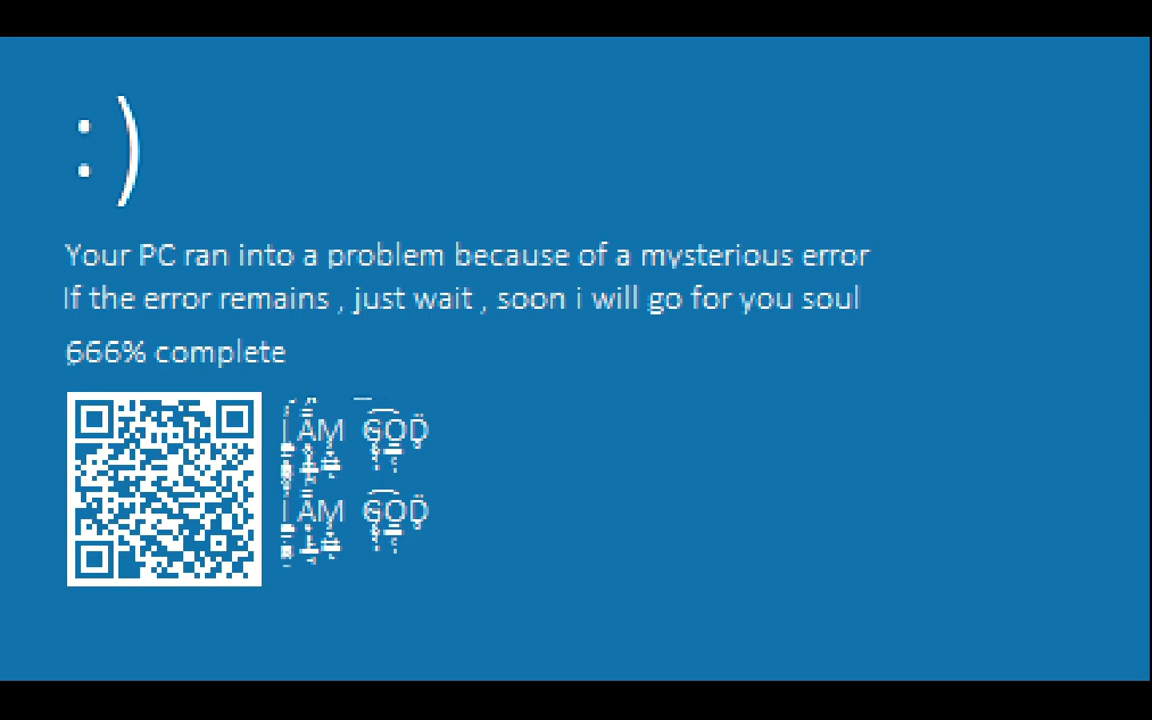 :)
Your PC ran into a problem because of a mysterious error
If the error remains , just wait , soon i will go for you soul
666% complete
I AM GOD
I AM GOD